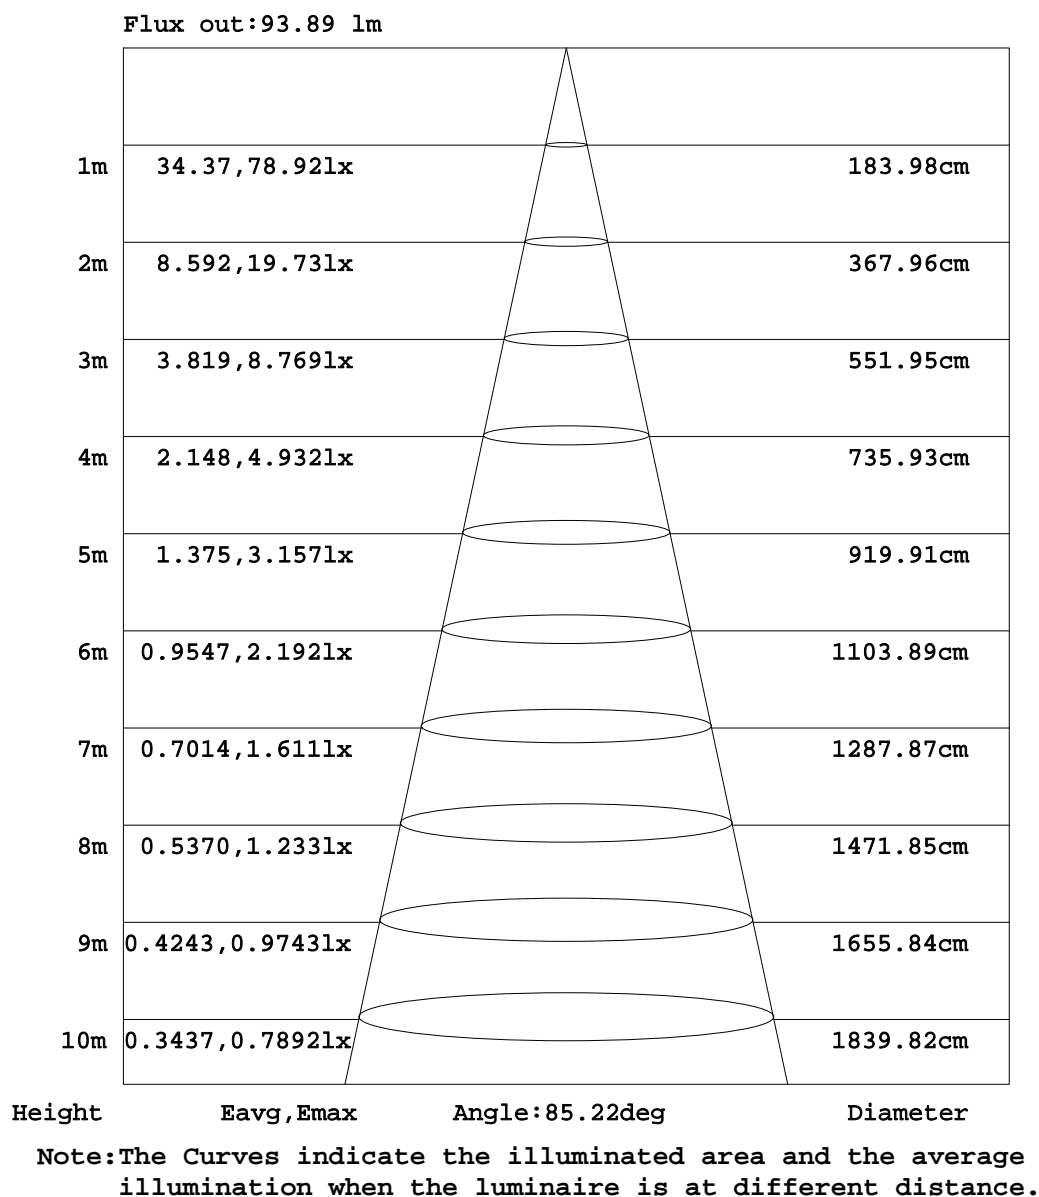 Flux out:93.89 lm
1m 34.37,78.92lx 183.98cm
2m 8.592,19.73lx 367.96cm
3m 3.819,8.769lx 551.95cm
4m 2.148,4.932lx 735.93cm
5m 1.375,3.157lx 919.91cm
6m 0.9547,2.192lx 1103.89cm
7m 0.7014,1.611lx 1287.87cm
8m 0.5370,1.233lx 1471.85cm
9m 0.4243,0.9743lx 1655.84cm
10m 0.3437,0.7892lx 1839.82cm
Height Eavg,Emax Angle:85.22deg Diameter
Note:The Curves indicate the illuminated area and the average
illumination when the luminaire is at different distance.